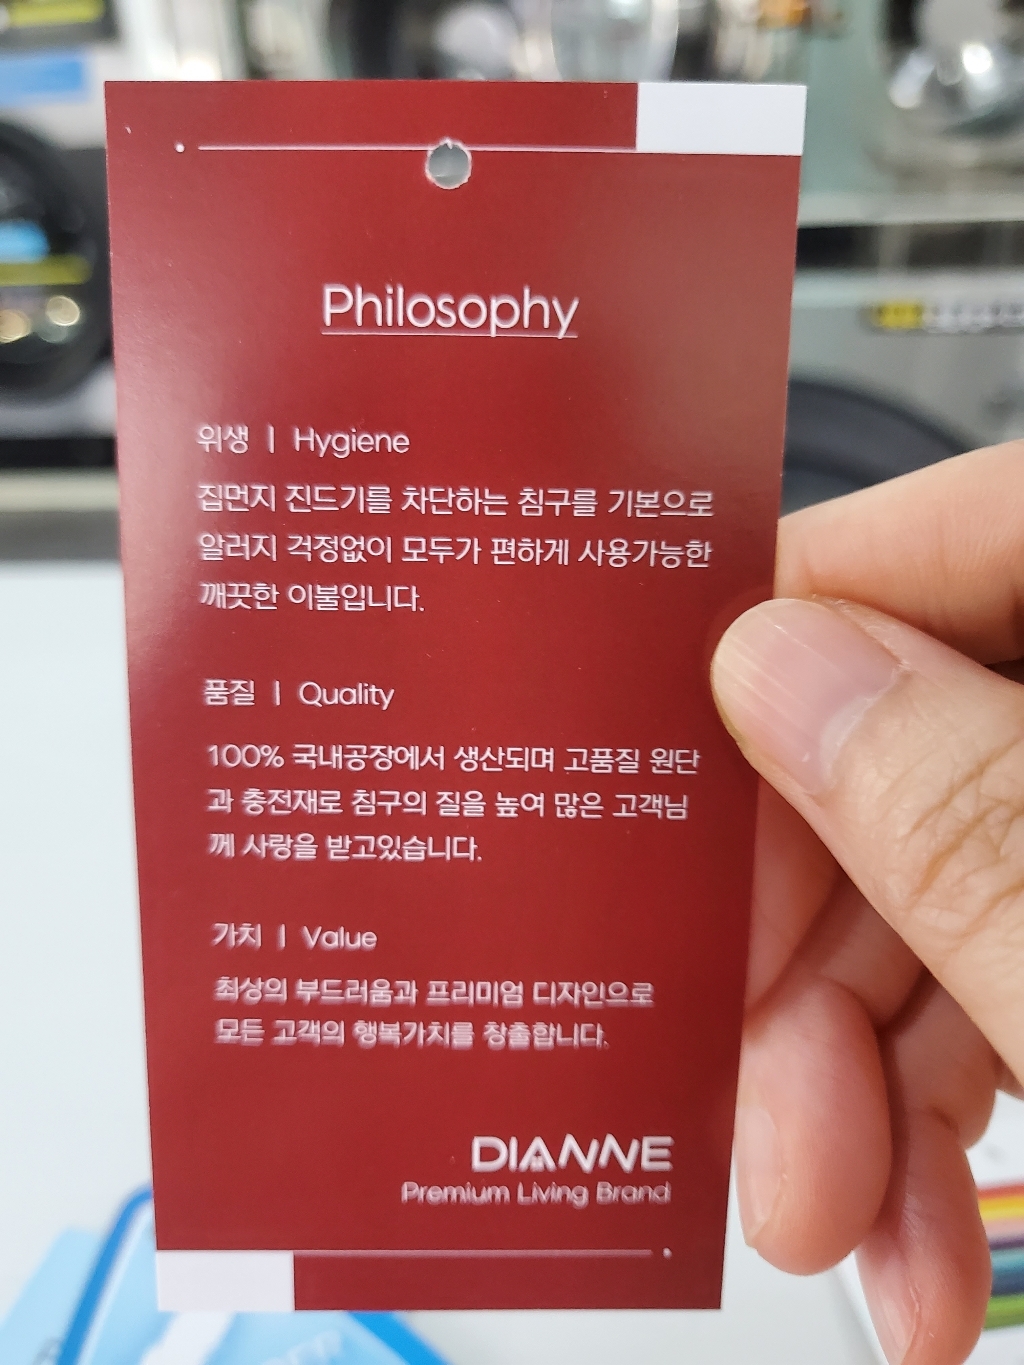 Philosophy
위생 | Hygiene
집먼지 진드기를 차단하는 침구를 기본으로
알러지 걱정없이 모두가 편하게 사용가능한
깨끗한 이불입니다.
품질 | Quality
100% 국내공장에서 생산되며 고품질 원단
과 충전재로 침구의 질을 높여 많은 고객님
께 사랑을 받고있습니다.
가치 | Value
최상의 부드러움과 프리미엄 디자인으로
모든 고객의 행복가치를 창출합니다.
DIANNE
Premium Living Brand